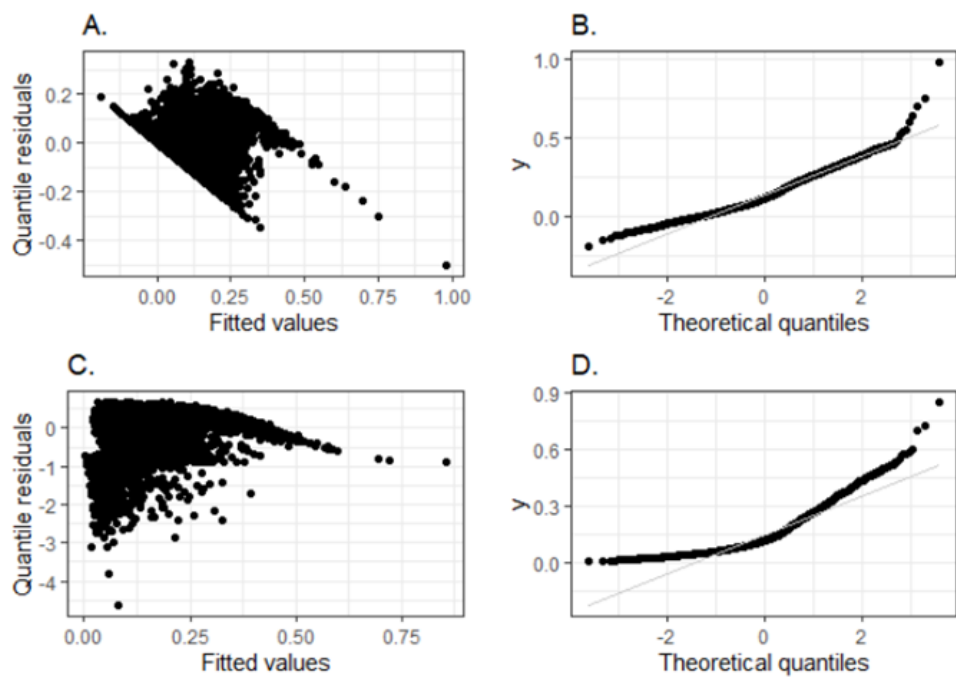 A.
Quantile residuals
0.2
0.0
-0.2
-0.4
0.00 0.25 0.50 0.75 1.00
Fitted values
B.
y
1.0
0.5
0.0
-2 0 2
Theoretical quantiles
C.
Quantile residuals
0
-1
-2
-3
-4
0.00 0.25 0.50 0.75
Fitted values
D.
y
0.9
0.6
0.3
0.0
-2 0 2
Theoretical quantiles